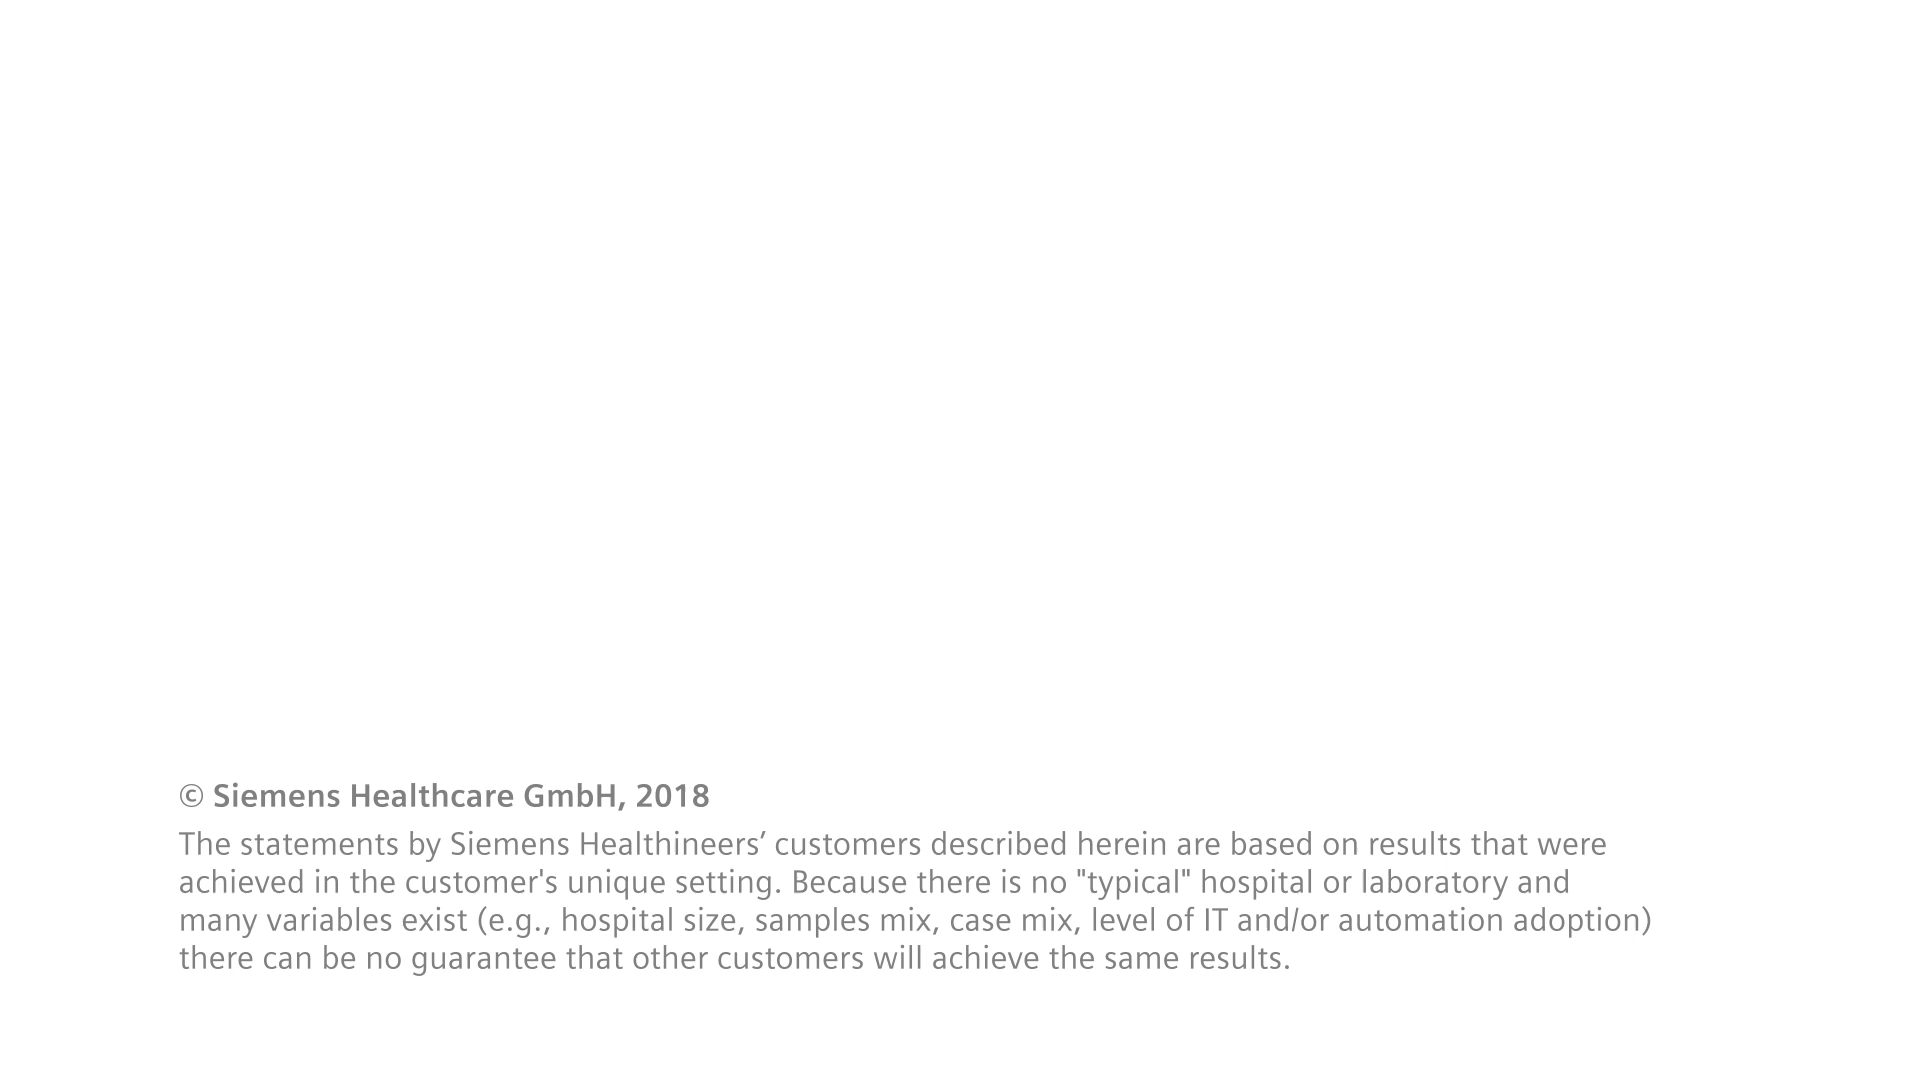 © Siemens Healthcare GmbH, 2018
The statements by Siemens Healthineers’ customers described herein are based on results that were
achieved in the customer's unique setting. Because there is no "typical" hospital or laboratory and
many variables exist (e.g., hospital size, samples mix, case mix, level of IT and/or automation adoption)
there can be no guarantee that other customers will achieve the same results.